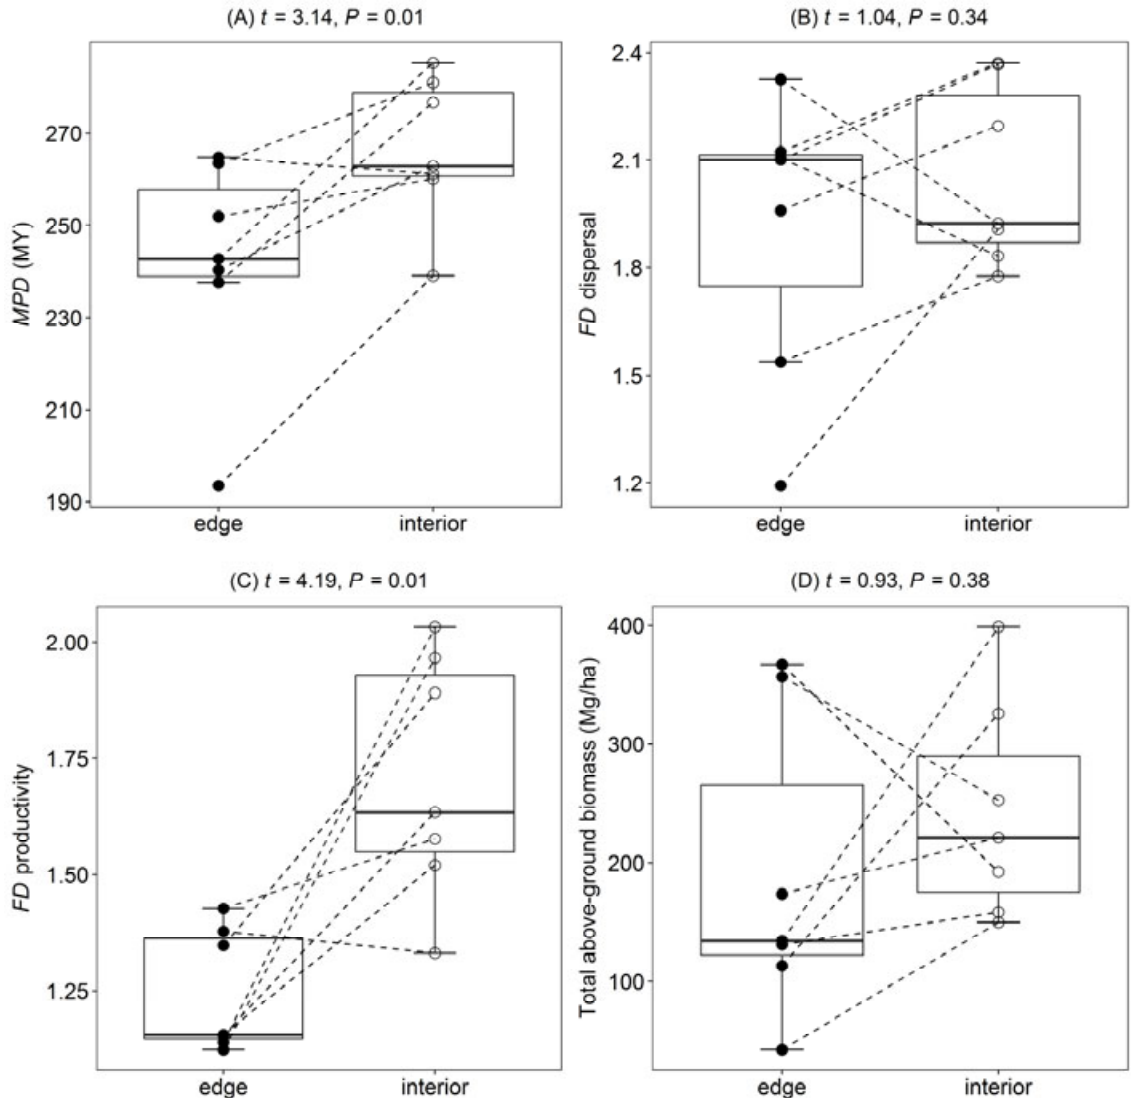 (A) t = 3.14, P = 0.01
MPD (MY)
270
250
230
210
190
edge interior
(B) t = 1.04, P = 0.34
FD dispersal
2.4
2.1
1.8
1.5
1.2
edge interior
(C) t = 4.19, P = 0.01
FD productivity
2.00
1.75
1.50
1.25
edge interior
(D) t = 0.93, P = 0.38
Total above-ground biomass (Mg/ha)
400
300
200
100
edge interior